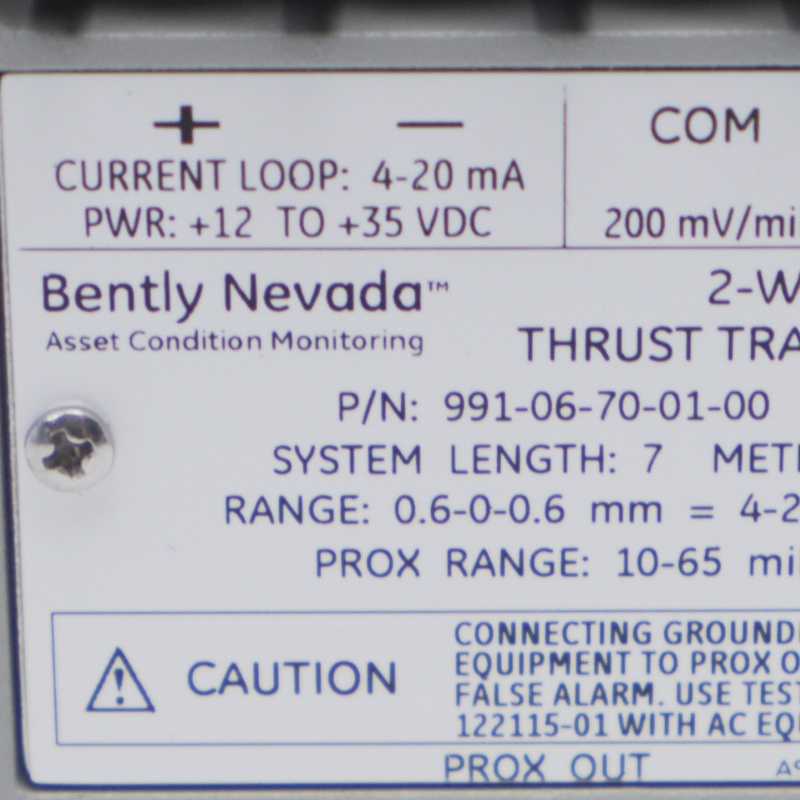 + −
COM
CURRENT LOOP: 4-20 mA
PWR: +12 TO +35 VDC
200 mV/mi
Bently Nevada™
2-W
Asset Condition Monitoring
THRUST TRA
P/N: 991-06-70-01-00
SYSTEM LENGTH: 7 MET
RANGE: 0.6-0-0.6 mm = 4-2
PROX RANGE: 10-65 mi
CAUTION
CONNECTING GROUND
EQUIPMENT TO PROX O
FALSE ALARM. USE TEST
122115-01 WITH AC EQ
PROX OUT